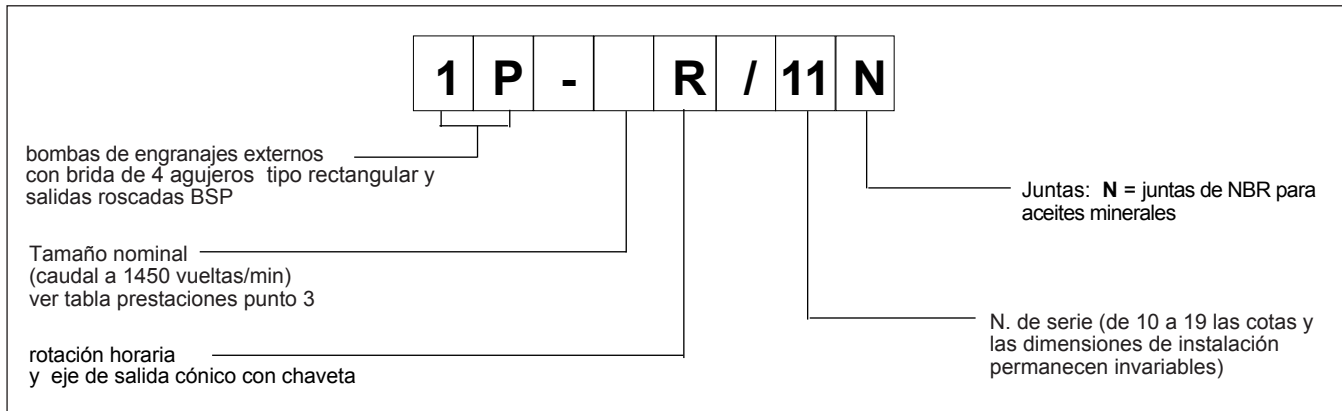 1 P - R / 11 N
bombas de engranajes externos
con brida de 4 agujeros tipo rectangular y
salidas roscadas BSP
Tamaño nominal
(caudal a 1450 vueltas/min)
ver tabla prestaciones punto 3
rotación horaria
y eje de salida cónico con chaveta
Juntas: N = juntas de NBR para
aceites minerales
N. de serie (de 10 a 19 las cotas y
las dimensiones de instalación
permanecen invariables)